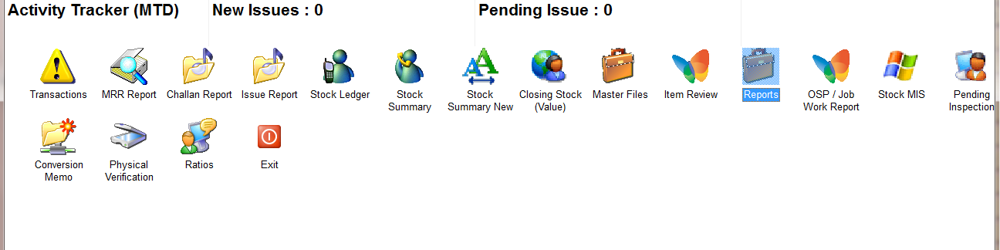 Activity Tracker (MTD) New Issues : 0 Pending Issue : 0
Transactions MRR Report Challan Report Issue Report Stock Ledger Stock Summary Stock Summary New Closing Stock (Value) Master Files Item Review Reports OSP / Job Work Report Stock MIS Pending Inspection
Conversion Memo Physical Verification Ratios Exit